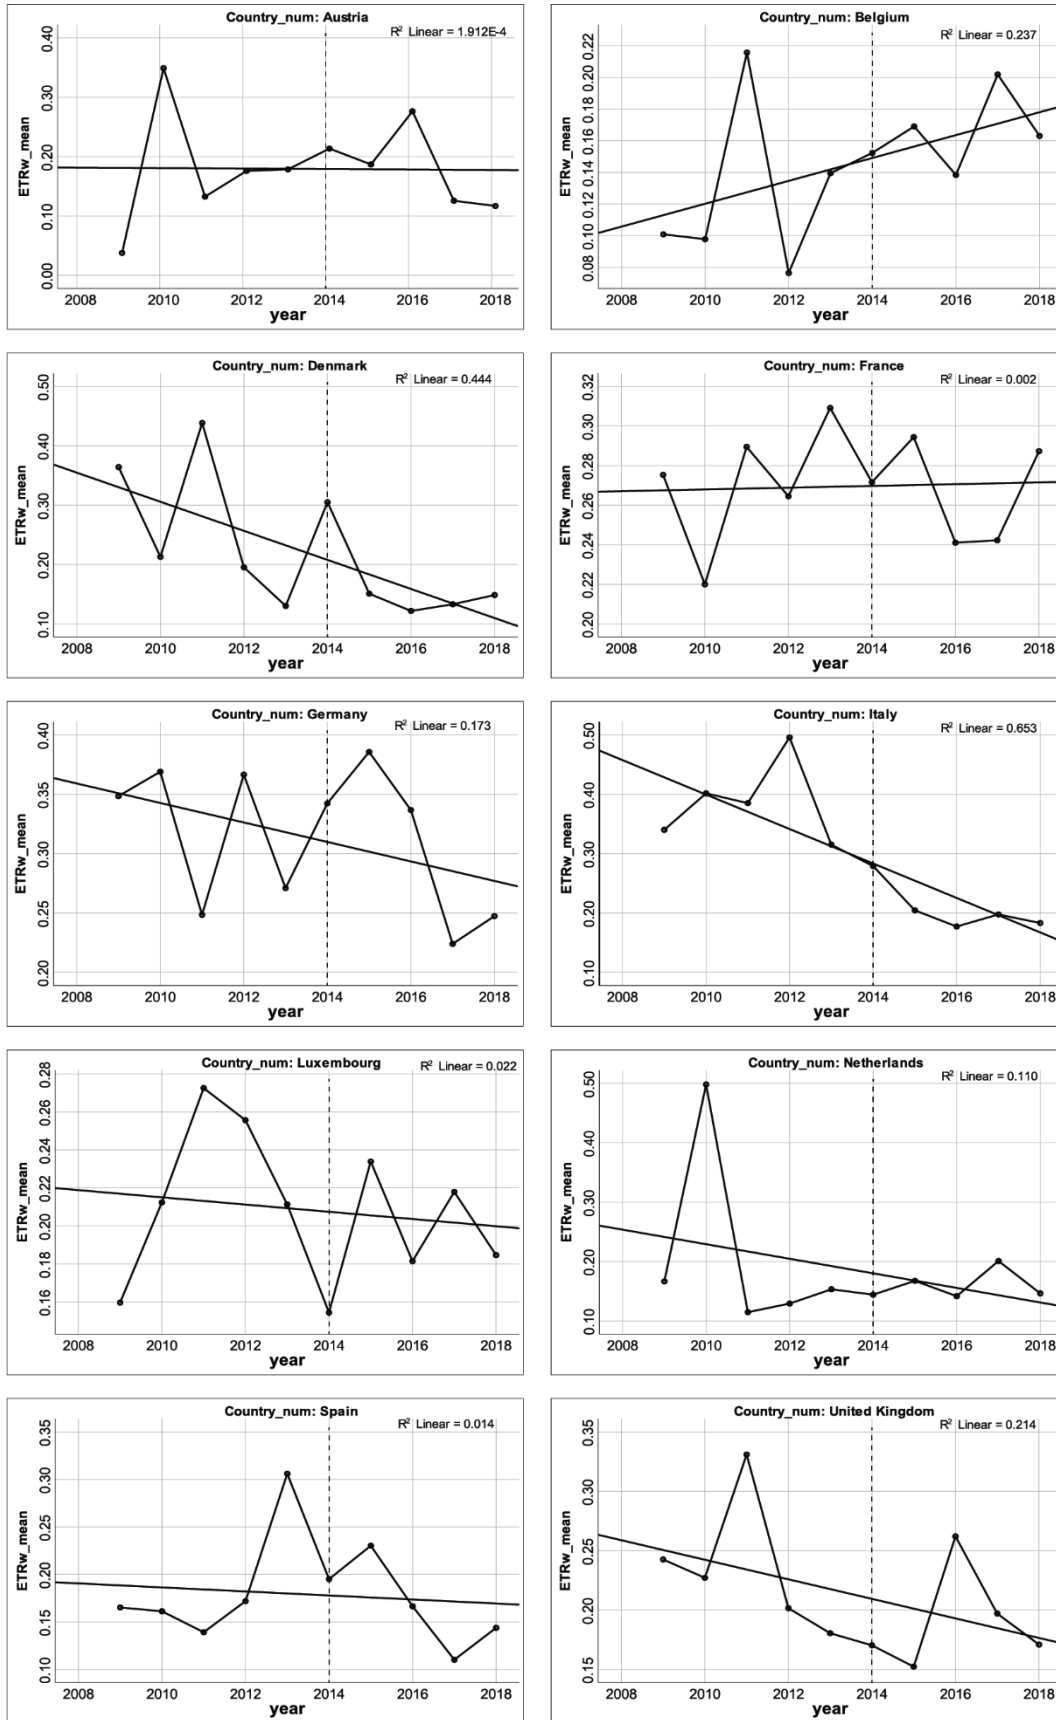 Country_num: Austria
R² Linear = 1.912E-4
ETRw_mean
0.40
0.30
0.20
0.10
0.00
2008 2010 2012 2014 2016 2018
year
Country_num: Belgium
R² Linear = 0.237
ETRw_mean
0.22
0.20
0.18
0.16
0.14
0.12
0.10
0.08
2008 2010 2012 2014 2016 2018
year
Country_num: Denmark
R² Linear = 0.444
ETRw_mean
0.50
0.40
0.30
0.20
0.10
2008 2010 2012 2014 2016 2018
year
Country_num: France
R² Linear = 0.002
ETRw_mean
0.32
0.30
0.28
0.26
0.24
0.22
0.20
2008 2010 2012 2014 2016 2018
year
Country_num: Germany
R² Linear = 0.173
ETRw_mean
0.40
0.35
0.30
0.25
0.20
2008 2010 2012 2014 2016 2018
year
Country_num: Italy
R² Linear = 0.653
ETRw_mean
0.50
0.40
0.30
0.20
0.10
2008 2010 2012 2014 2016 2018
year
Country_num: Luxembourg
R² Linear = 0.022
ETRw_mean
0.28
0.26
0.24
0.22
0.20
0.18
0.16
2008 2010 2012 2014 2016 2018
year
Country_num: Netherlands
R² Linear = 0.110
ETRw_mean
0.50
0.40
0.30
0.20
0.10
2008 2010 2012 2014 2016 2018
year
Country_num: Spain
R² Linear = 0.014
ETRw_mean
0.35
0.30
0.25
0.20
0.15
0.10
2008 2010 2012 2014 2016 2018
year
Country_num: United Kingdom
R² Linear = 0.214
ETRw_mean
0.35
0.30
0.25
0.20
0.15
2008 2010 2012 2014 2016 2018
year